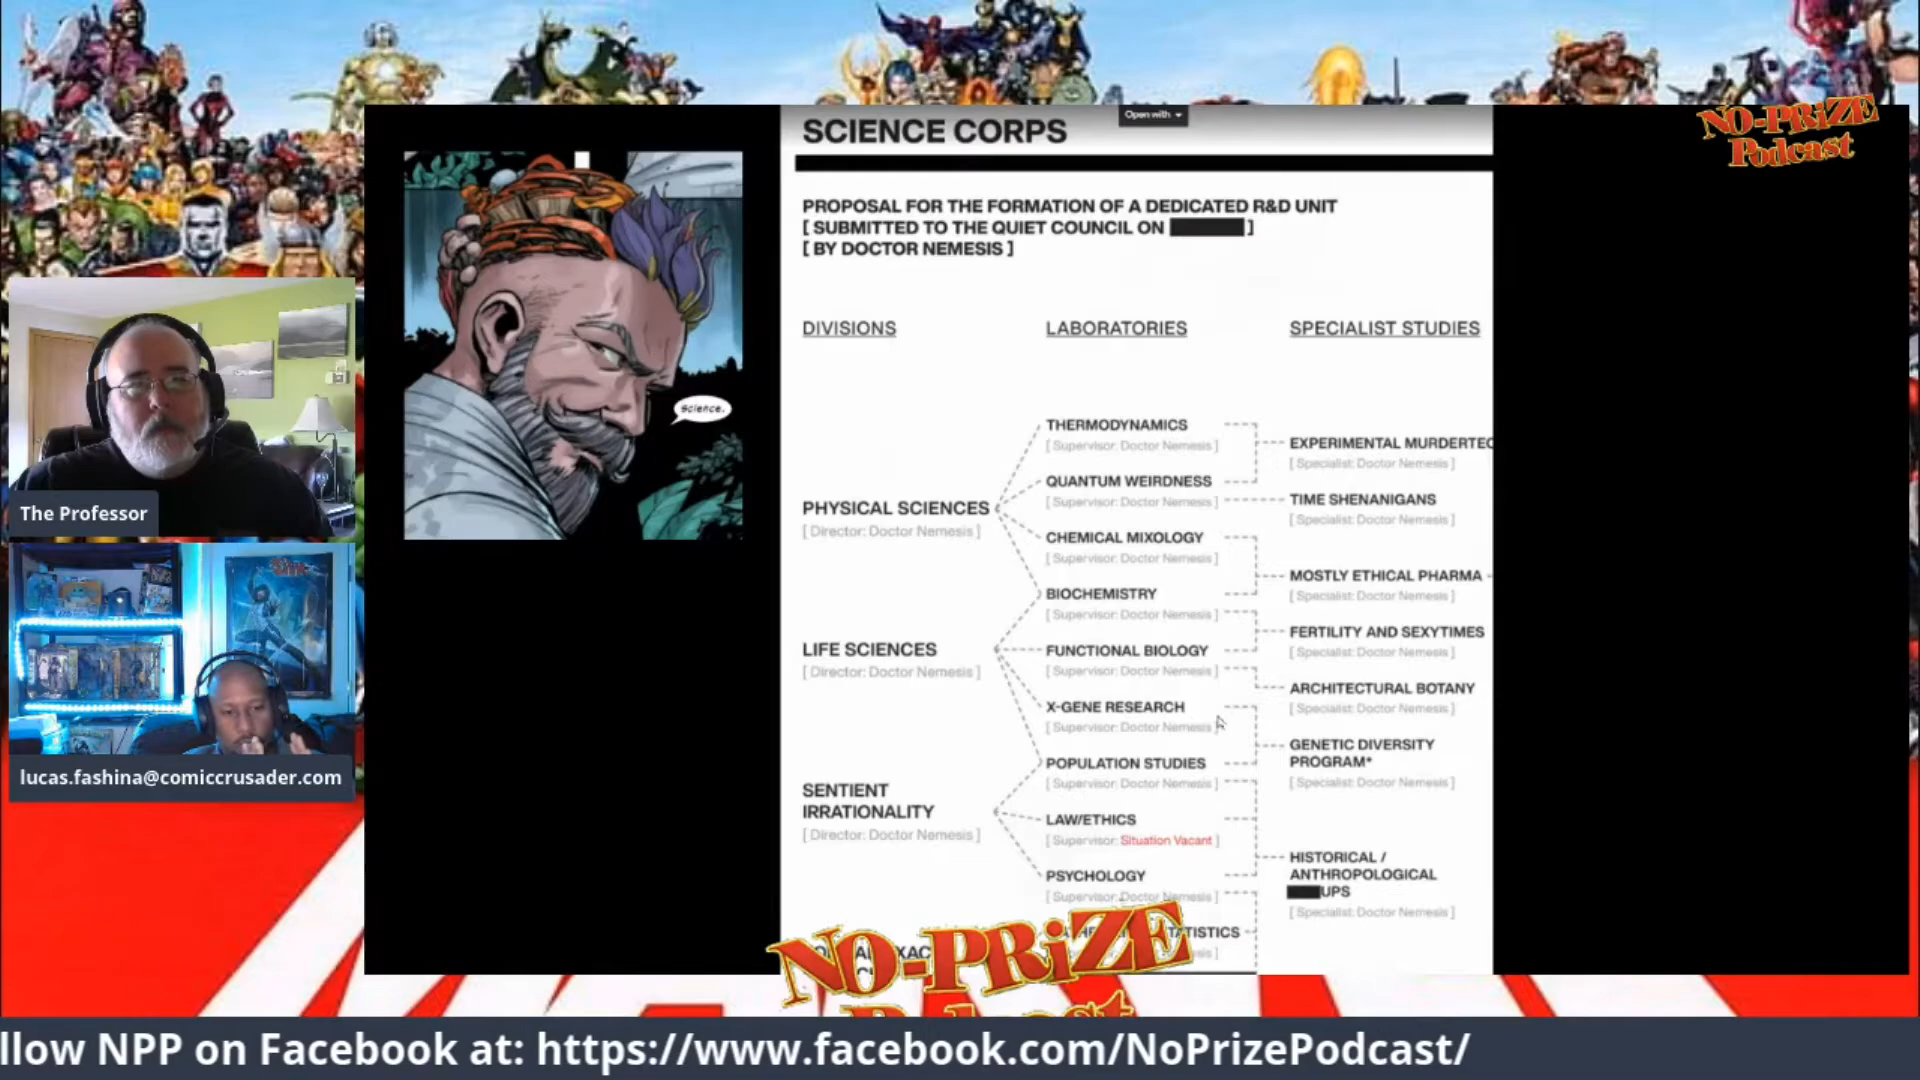 NO-PRiZE
Podcast
Open with
SCIENCE CORPS
PROPOSAL FOR THE FORMATION OF A DEDICATED R&D UNIT
[ SUBMITTED TO THE QUIET COUNCIL ON ]
[ BY DOCTOR NEMESIS ]
DIVISIONS
LABORATORIES
SPECIALIST STUDIES
Science.
PHYSICAL SCIENCES
[ Director: Doctor Nemesis ]
LIFE SCIENCES
[ Director: Doctor Nemesis ]
SENTIENT
IRRATIONALITY
[ Director: Doctor Nemesis ]
THERMODYNAMICS
[ Supervisor: Doctor Nemesis ]
QUANTUM WEIRDNESS
[ Supervisor: Doctor Nemesis ]
CHEMICAL MIXOLOGY
[ Supervisor: Doctor Nemesis ]
BIOCHEMISTRY
[ Supervisor: Doctor Nemesis ]
FUNCTIONAL BIOLOGY
[ Supervisor: Doctor Nemesis ]
X-GENE RESEARCH
[ Supervisor: Doctor Nemesis ]
POPULATION STUDIES
[ Supervisor: Doctor Nemesis ]
LAW/ETHICS
[ Supervisor: Situation Vacant ]
PSYCHOLOGY
[ Supervisor: Doctor Nemesis ]
EXPERIMENTAL MURDERTEC
[ Specialist: Doctor Nemesis ]
TIME SHENANIGANS
[ Specialist: Doctor Nemesis ]
MOSTLY ETHICAL PHARMA
[ Specialist: Doctor Nemesis ]
FERTILITY AND SEXYTIMES
[ Specialist: Doctor Nemesis ]
ARCHITECTURAL BOTANY
[ Specialist: Doctor Nemesis ]
GENETIC DIVERSITY
PROGRAM*
[ Specialist: Doctor Nemesis ]
HISTORICAL /
ANTHROPOLOGICAL
UPS
[ Specialist: Doctor Nemesis ]
The Professor
lucas.fashina@comiccrusader.com
NO-PRiZE
Podcast
llow NPP on Facebook at: https://www.facebook.com/NoPrizePodcast/